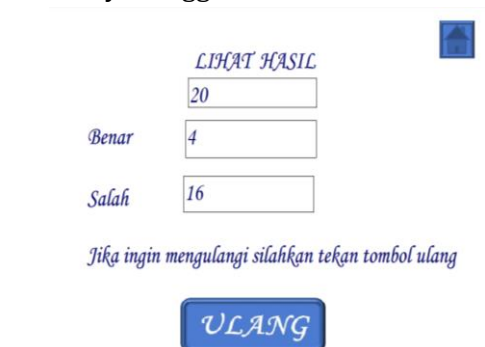 LIHAT HASIL
20
Benar 4
Salah 16
Jika ingin mengulangi silahkan tekan tombol ulang
ULANG